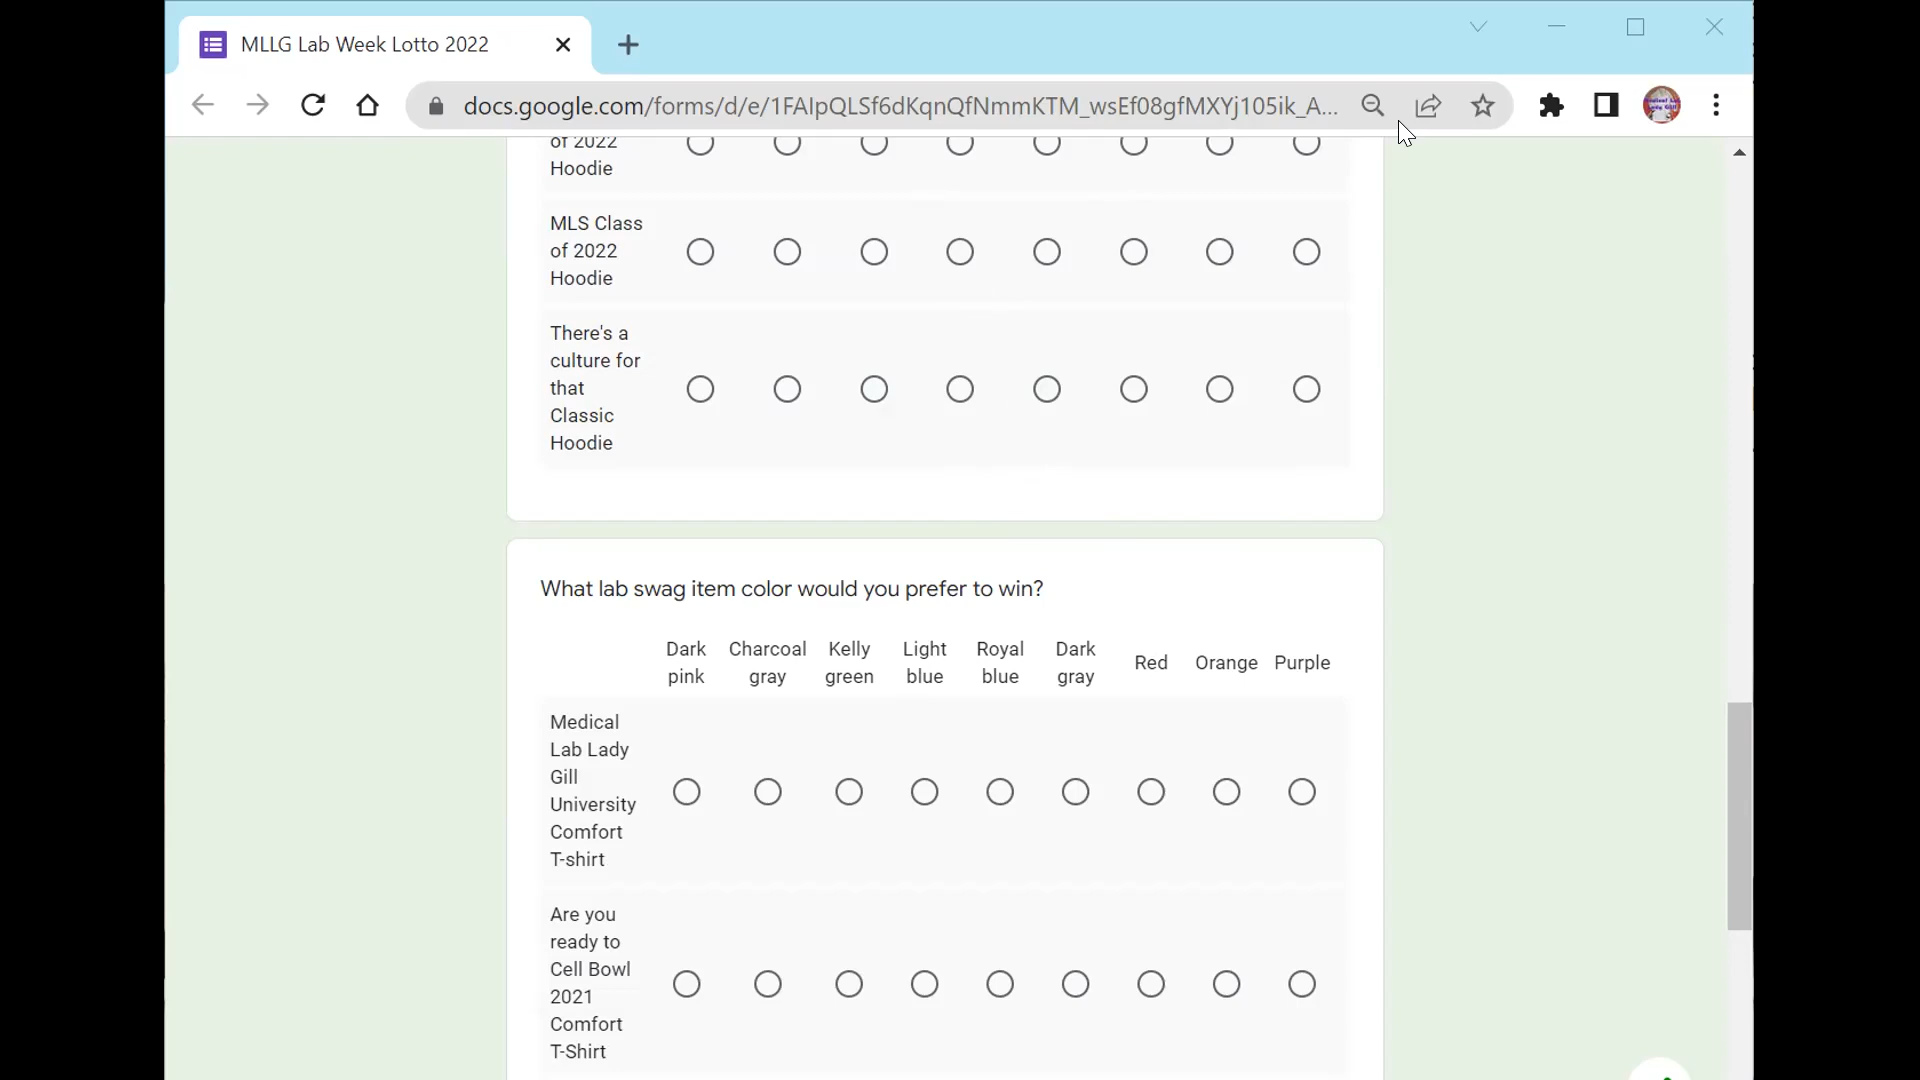 MLLG Lab Week Lotto 2022
docs.google.com/forms/d/e/1FAIpQLSf6dKqnQfNmmKTM_wsEf08gfMXYj105ik_A...
of 2022
Hoodie
MLS Class
of 2022
Hoodie
There's a
culture for
that
Classic
Hoodie
What lab swag item color would you prefer to win?
Dark pink Charcoal gray Kelly green Light blue Royal blue Dark gray Red Orange Purple
Medical
Lab Lady
Gill
University
Comfort
T-shirt
Are you
ready to
Cell Bowl
2021
Comfort
T-Shirt